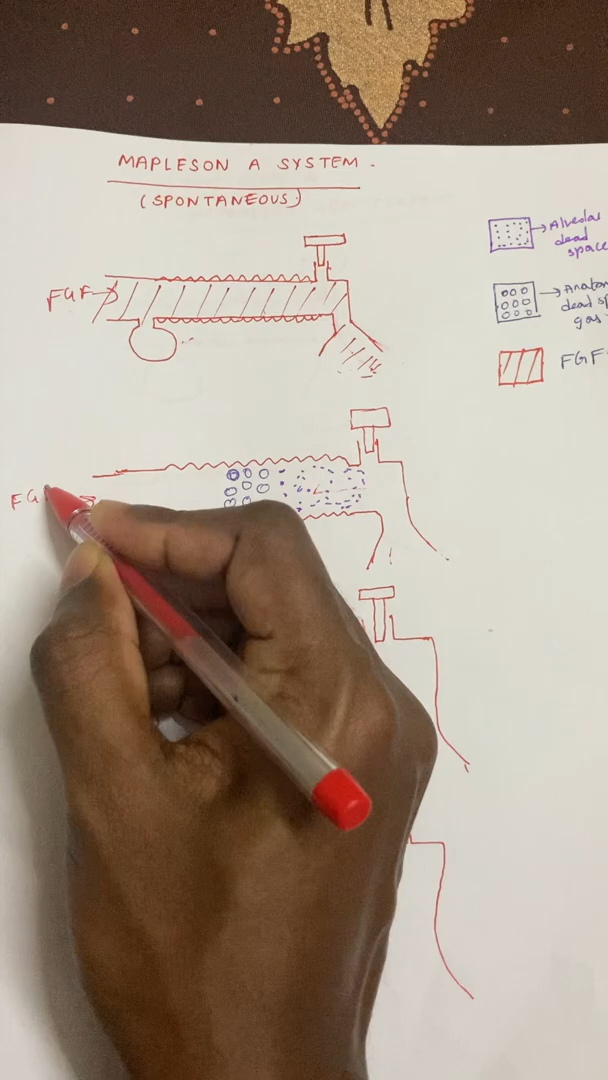 MAPLESON A SYSTEM.
(SPONTANEOUS)
FGF
Alveolar
dead
space
dead
gas
FGF